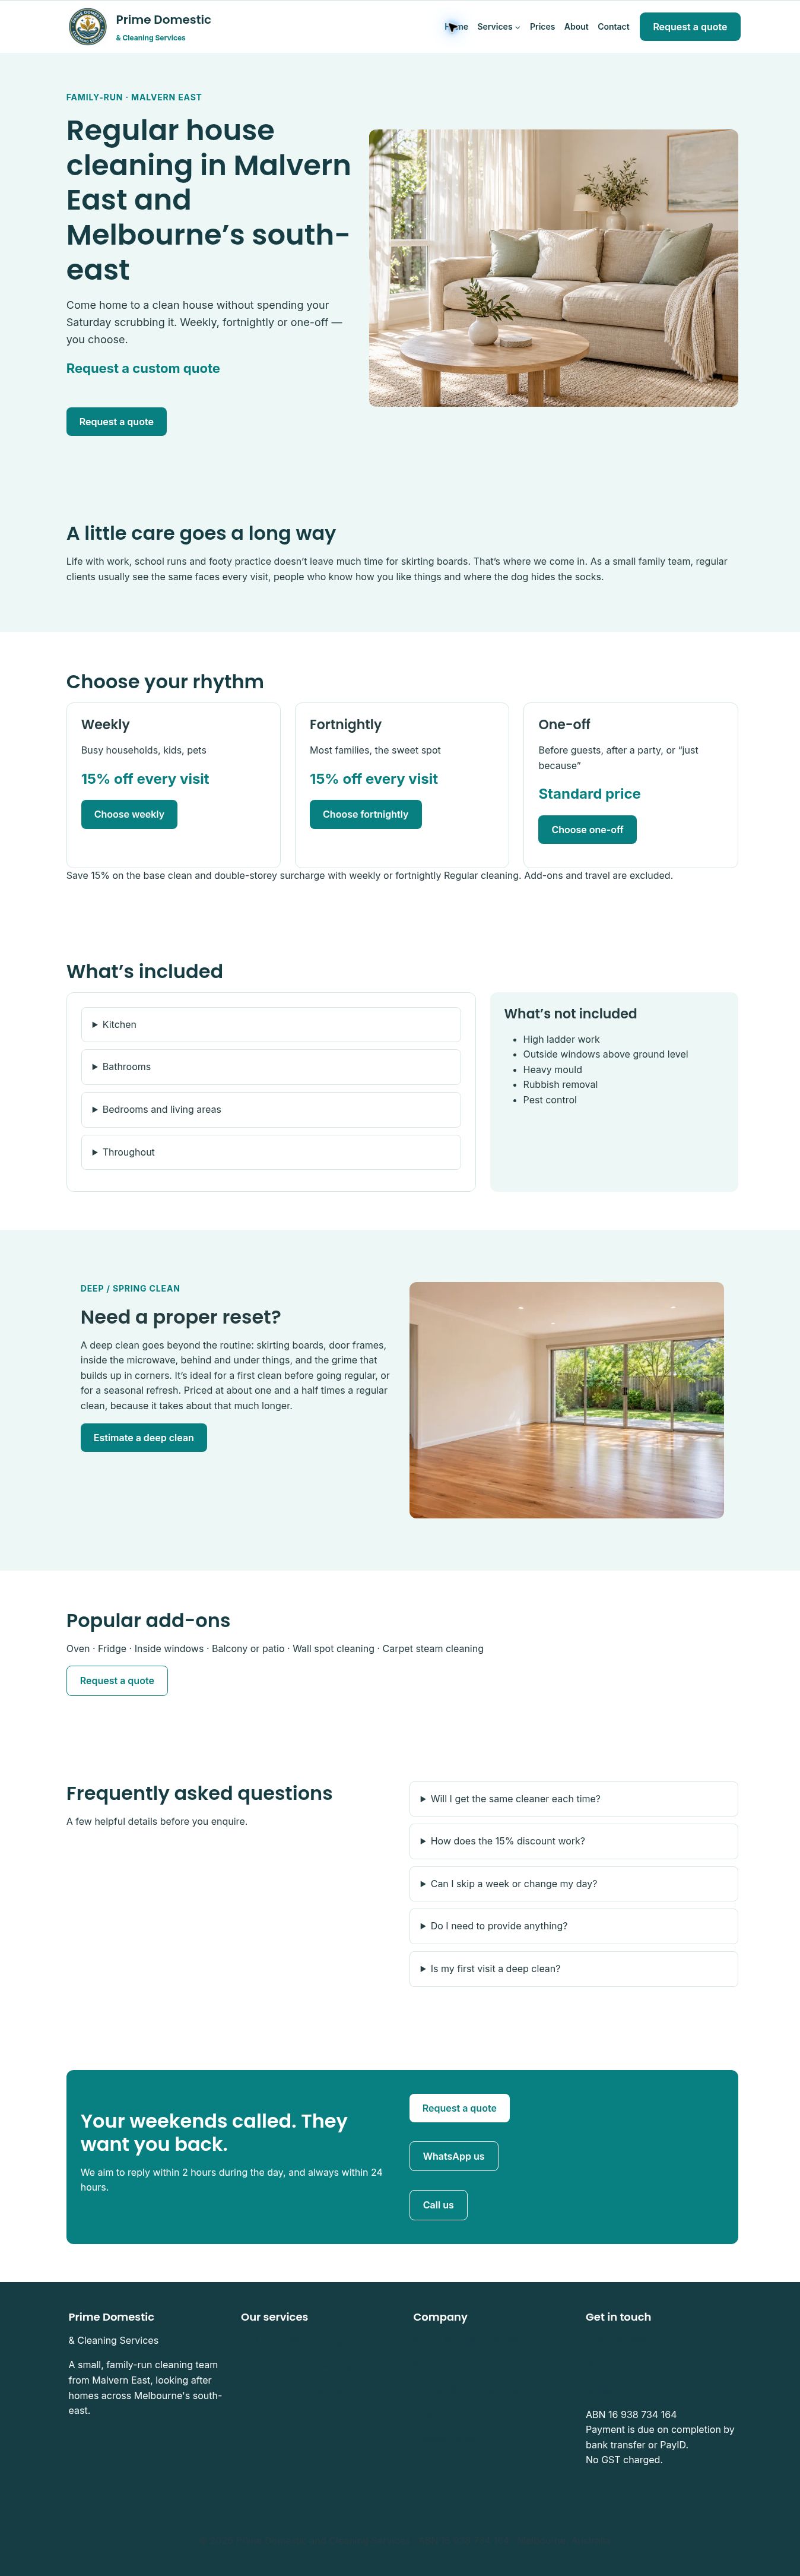 Prime Domestic
& Cleaning Services
Home
Services
Prices
About
Contact
Request a quote
FAMILY-RUN · MALVERN EAST
Regular house
cleaning in Malvern
East and
Melbourne’s south-
east
Come home to a clean house without spending your
Saturday scrubbing it. Weekly, fortnightly or one-off —
you choose.
Request a custom quote
Request a quote
A little care goes a long way
Life with work, school runs and footy practice doesn’t leave much time for skirting boards. That’s where we come in. As a small family team, regular
clients usually see the same faces every visit, people who know how you like things and where the dog hides the socks.
Choose your rhythm
Weekly
Busy households, kids, pets
15% off every visit
Choose weekly
Fortnightly
Most families, the sweet spot
15% off every visit
Choose fortnightly
One-off
Before guests, after a party, or “just
because”
Standard price
Choose one-off
Save 15% on the base clean and double-storey surcharge with weekly or fortnightly Regular cleaning. Add-ons and travel are excluded.
What’s included
Kitchen
Bathrooms
Bedrooms and living areas
Throughout
What’s not included
High ladder work
Outside windows above ground level
Heavy mould
Rubbish removal
Pest control
DEEP / SPRING CLEAN
Need a proper reset?
A deep clean goes beyond the routine: skirting boards, door frames,
inside the microwave, behind and under things, and the grime that
builds up in corners. It’s ideal for a first clean before going regular, or
for a seasonal refresh. Priced at about one and a half times a regular
clean, because it takes about that much longer.
Estimate a deep clean
Popular add-ons
Oven · Fridge · Inside windows · Balcony or patio · Wall spot cleaning · Carpet steam cleaning
Request a quote
Frequently asked questions
A few helpful details before you enquire.
Will I get the same cleaner each time?
How does the 15% discount work?
Can I skip a week or change my day?
Do I need to provide anything?
Is my first visit a deep clean?
Your weekends called. They
want you back.
We aim to reply within 2 hours during the day, and always within 24
hours.
Request a quote
WhatsApp us
Call us
Prime Domestic
& Cleaning Services
A small, family-run cleaning team
from Malvern East, looking after
homes across Melbourne's south-
east.
Our services
Company
Get in touch
ABN 16 938 734 164
Payment is due on completion by
bank transfer or PayID.
No GST charged.